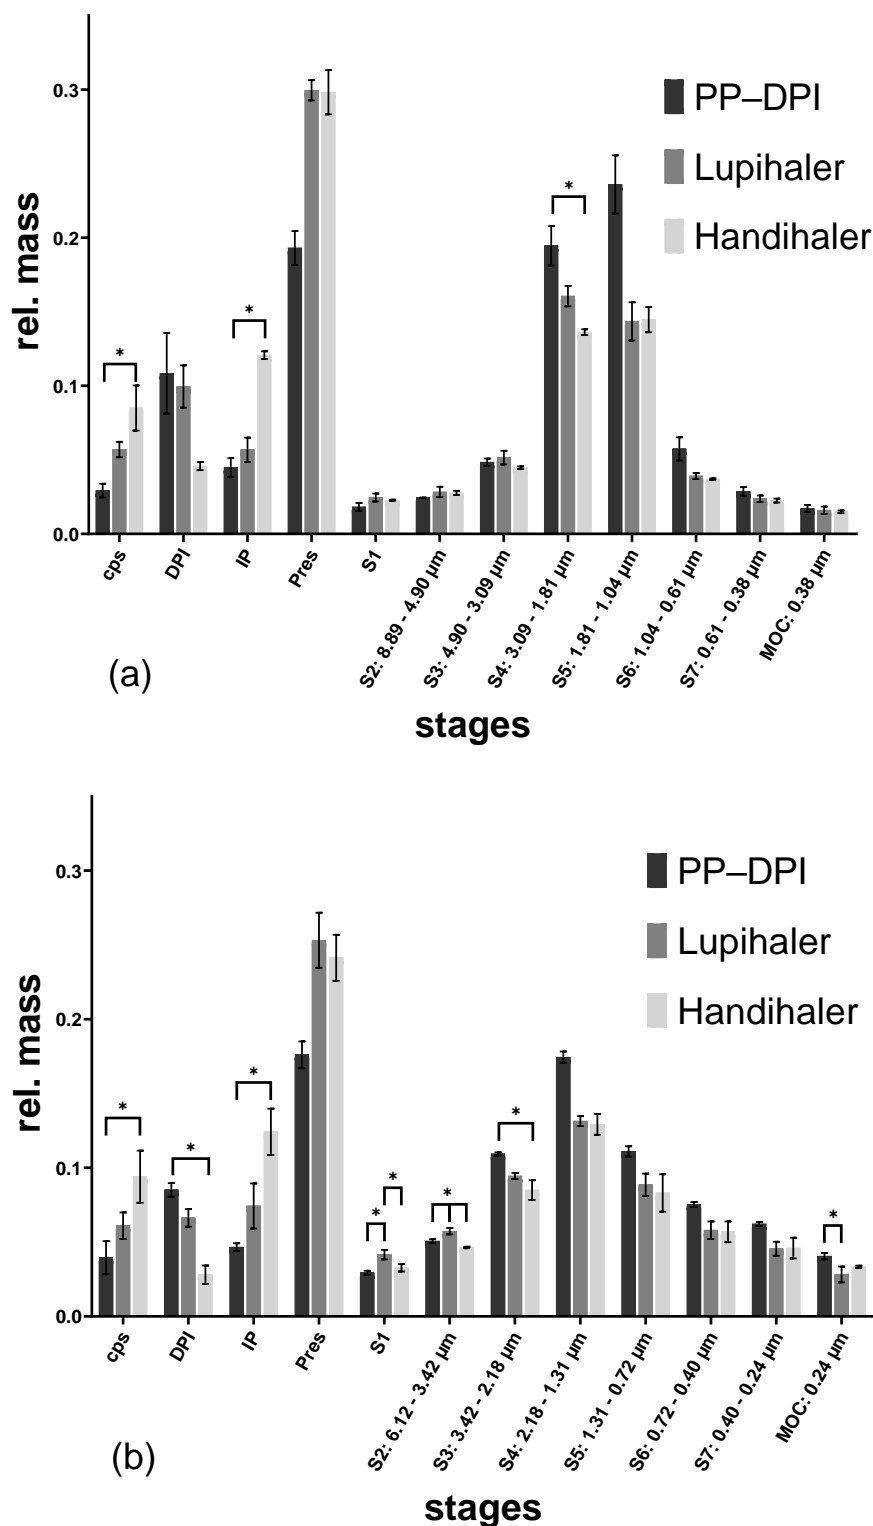 0.3
0.2
0.1
0.0
rel. mass
PP–DPI
Lupihaler
Handihaler
*
*
*
cps
DPI
IP
Pres
S1
S2: 8.89 - 4.90 µm
S3: 4.90 - 3.09 µm
S4: 3.09 - 1.81 µm
S5: 1.81 - 1.04 µm
S6: 1.04 - 0.61 µm
S7: 0.61 - 0.38 µm
MOC: 0.38 µm
(a)
stages
0.3
0.2
0.1
0.0
rel. mass
PP–DPI
Lupihaler
Handihaler
*
*
*
*
*
*
*
*
cps
DPI
IP
Pres
S1
S2: 6.12 - 3.42 µm
S3: 3.42 - 2.18 µm
S4: 2.18 - 1.31 µm
S5: 1.31 - 0.72 µm
S6: 0.72 - 0.40 µm
S7: 0.40 - 0.24 µm
MOC: 0.24 µm
(b)
stages